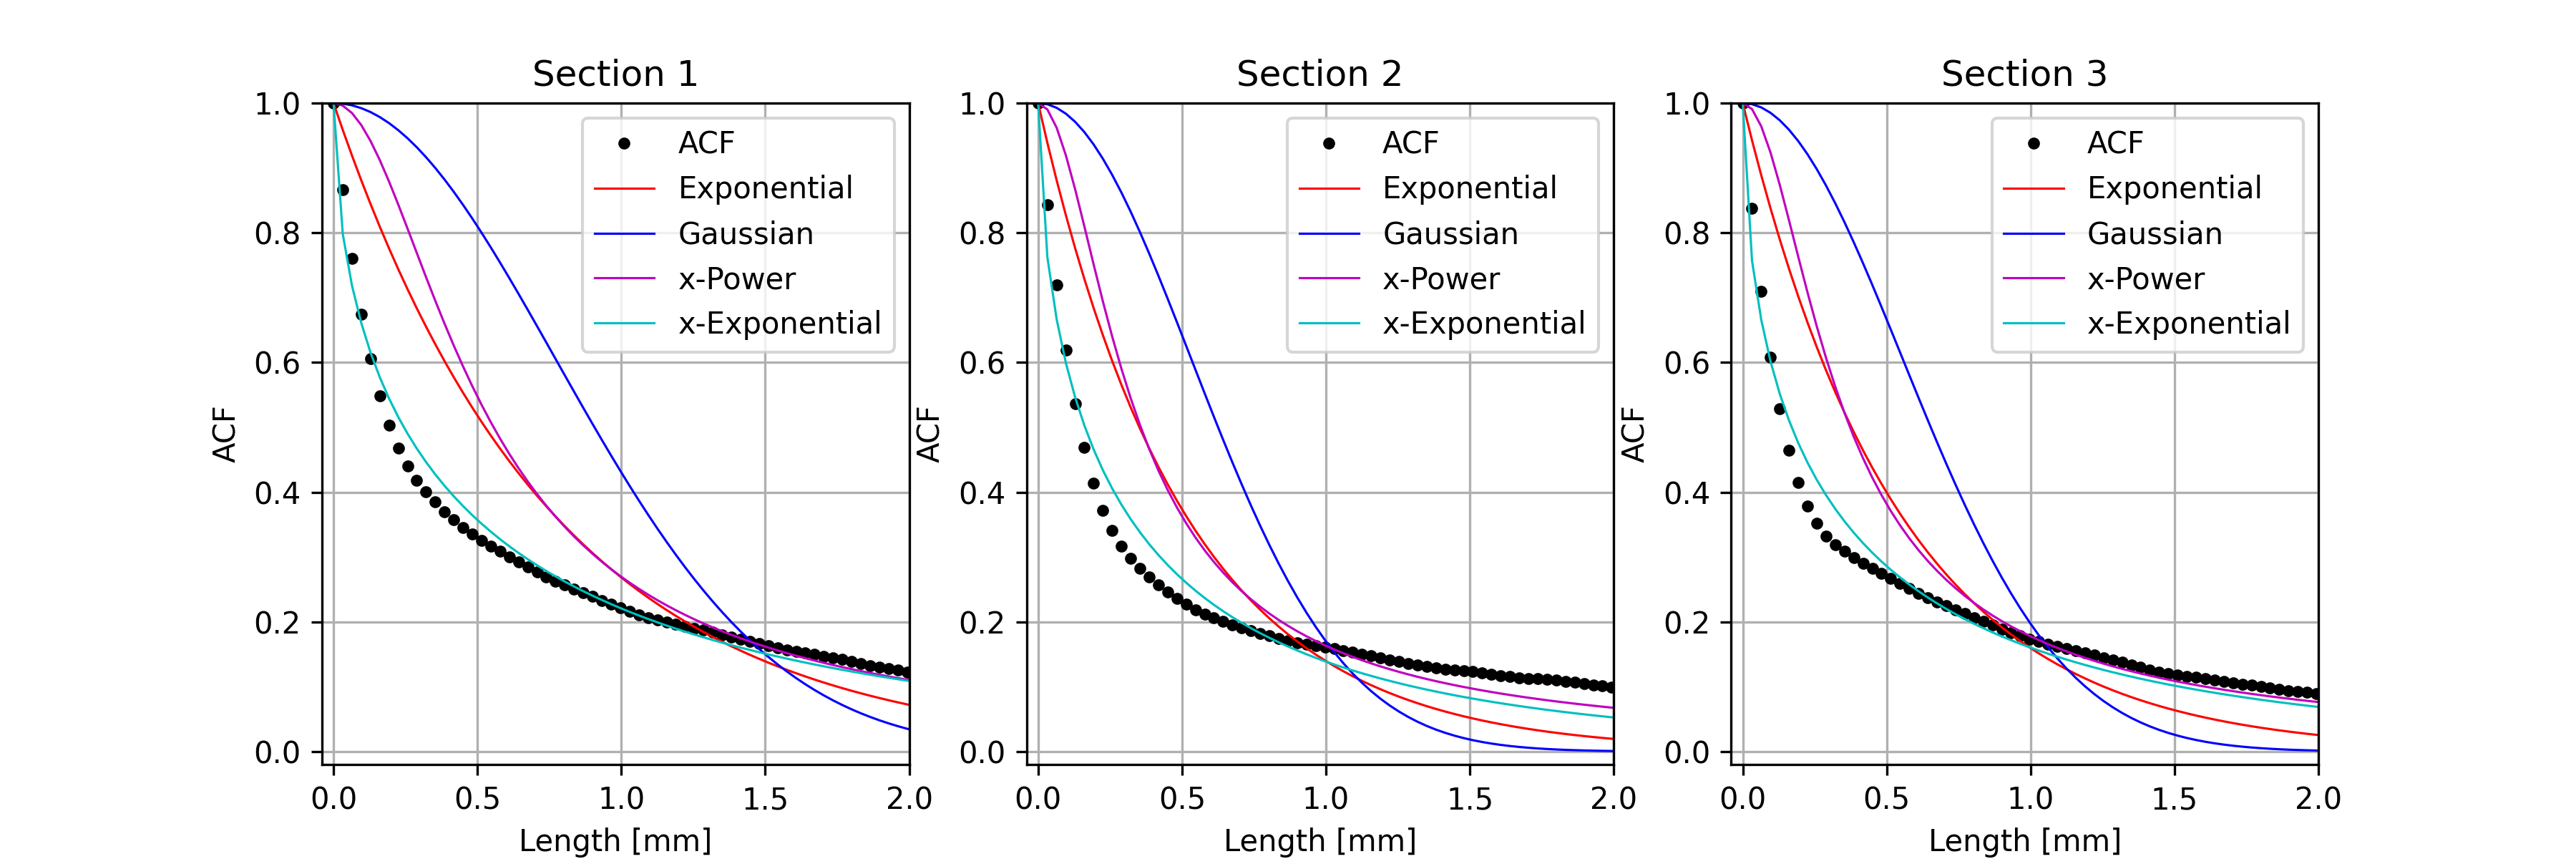 Section 1
1.0
0.8
0.6
0.4
0.2
0.0
ACF
ACF
Exponential
Gaussian
x-Power
x-Exponential
0.0 0.5 1.0 1.5 2.0
Length [mm]
Section 2
1.0
0.8
0.6
0.4
0.2
0.0
ACF
ACF
Exponential
Gaussian
x-Power
x-Exponential
0.0 0.5 1.0 1.5 2.0
Length [mm]
Section 3
1.0
0.8
0.6
0.4
0.2
0.0
ACF
ACF
Exponential
Gaussian
x-Power
x-Exponential
0.0 0.5 1.0 1.5 2.0
Length [mm]